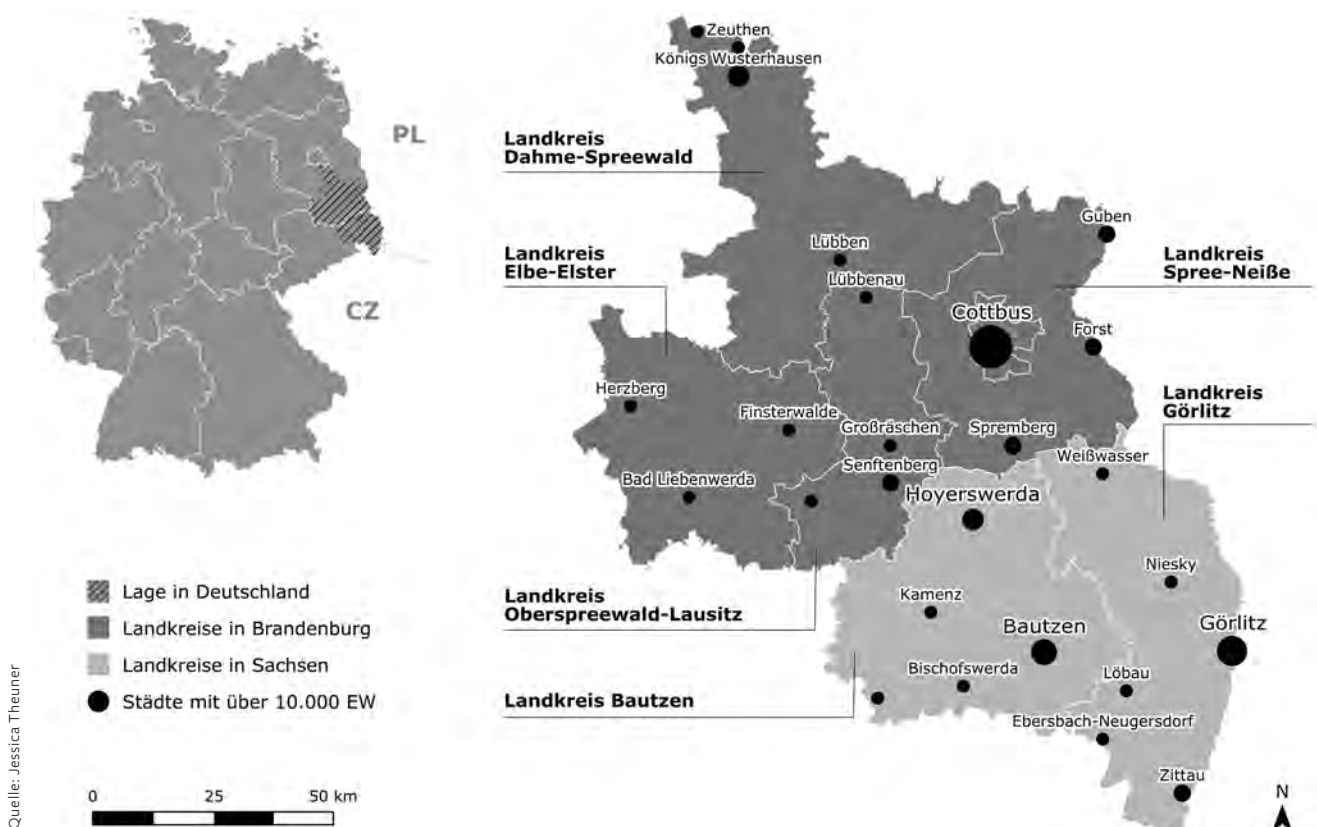 PL
CZ
Zeuthen
Königs Wusterhausen
Landkreis
Dahme-Spreewald
Guben
Lübben
Landkreis
Elbe-Elster
Landkreis
Spree-Neiße
Lübbenau
Cottbus
Forst
Herzberg
Landkreis
Görlitz
Finsterwalde
Großräschen
Spremberg
Weißwasser
Senftenberg
Bad Liebenwerda
Hoyerswerda
Niesky
Landkreis
Oberspreewald-Lausitz
Kamenz
Bautzen
Görlitz
Bischofswerda
Löbau
Landkreis Bautzen
Ebersbach-Neugersdorf
Zittau
Lage in Deutschland
Landkreise in Brandenburg
Landkreise in Sachsen
Städte mit über 10.000 EW
0 25 50 km
N
Quelle: Jessica Theuner